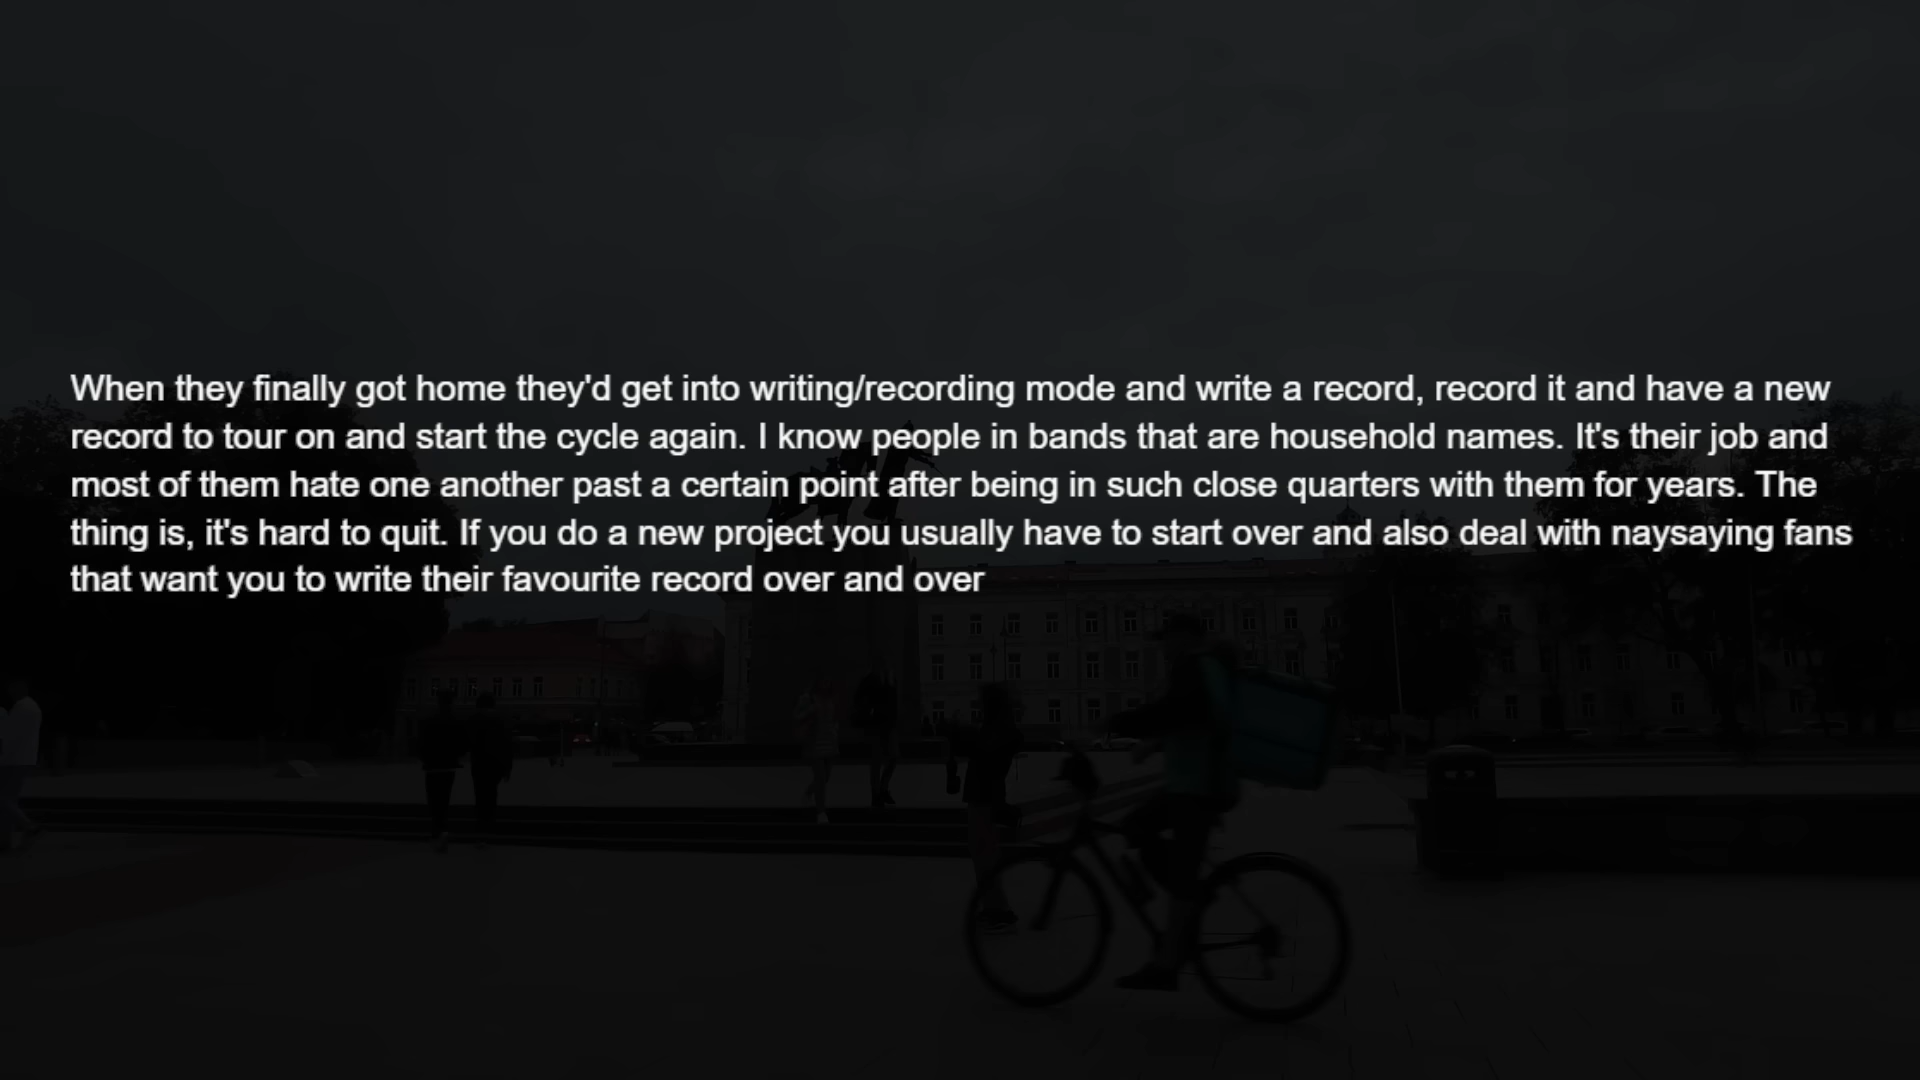 When they finally got home they'd get into writing/recording mode and write a record, record it and have a new
record to tour on and start the cycle again. I know people in bands that are household names. It's their job and
most of them hate one another past a certain point after being in such close quarters with them for years. The
thing is, it's hard to quit. If you do a new project you usually have to start over and also deal with naysaying fans
that want you to write their favourite record over and over